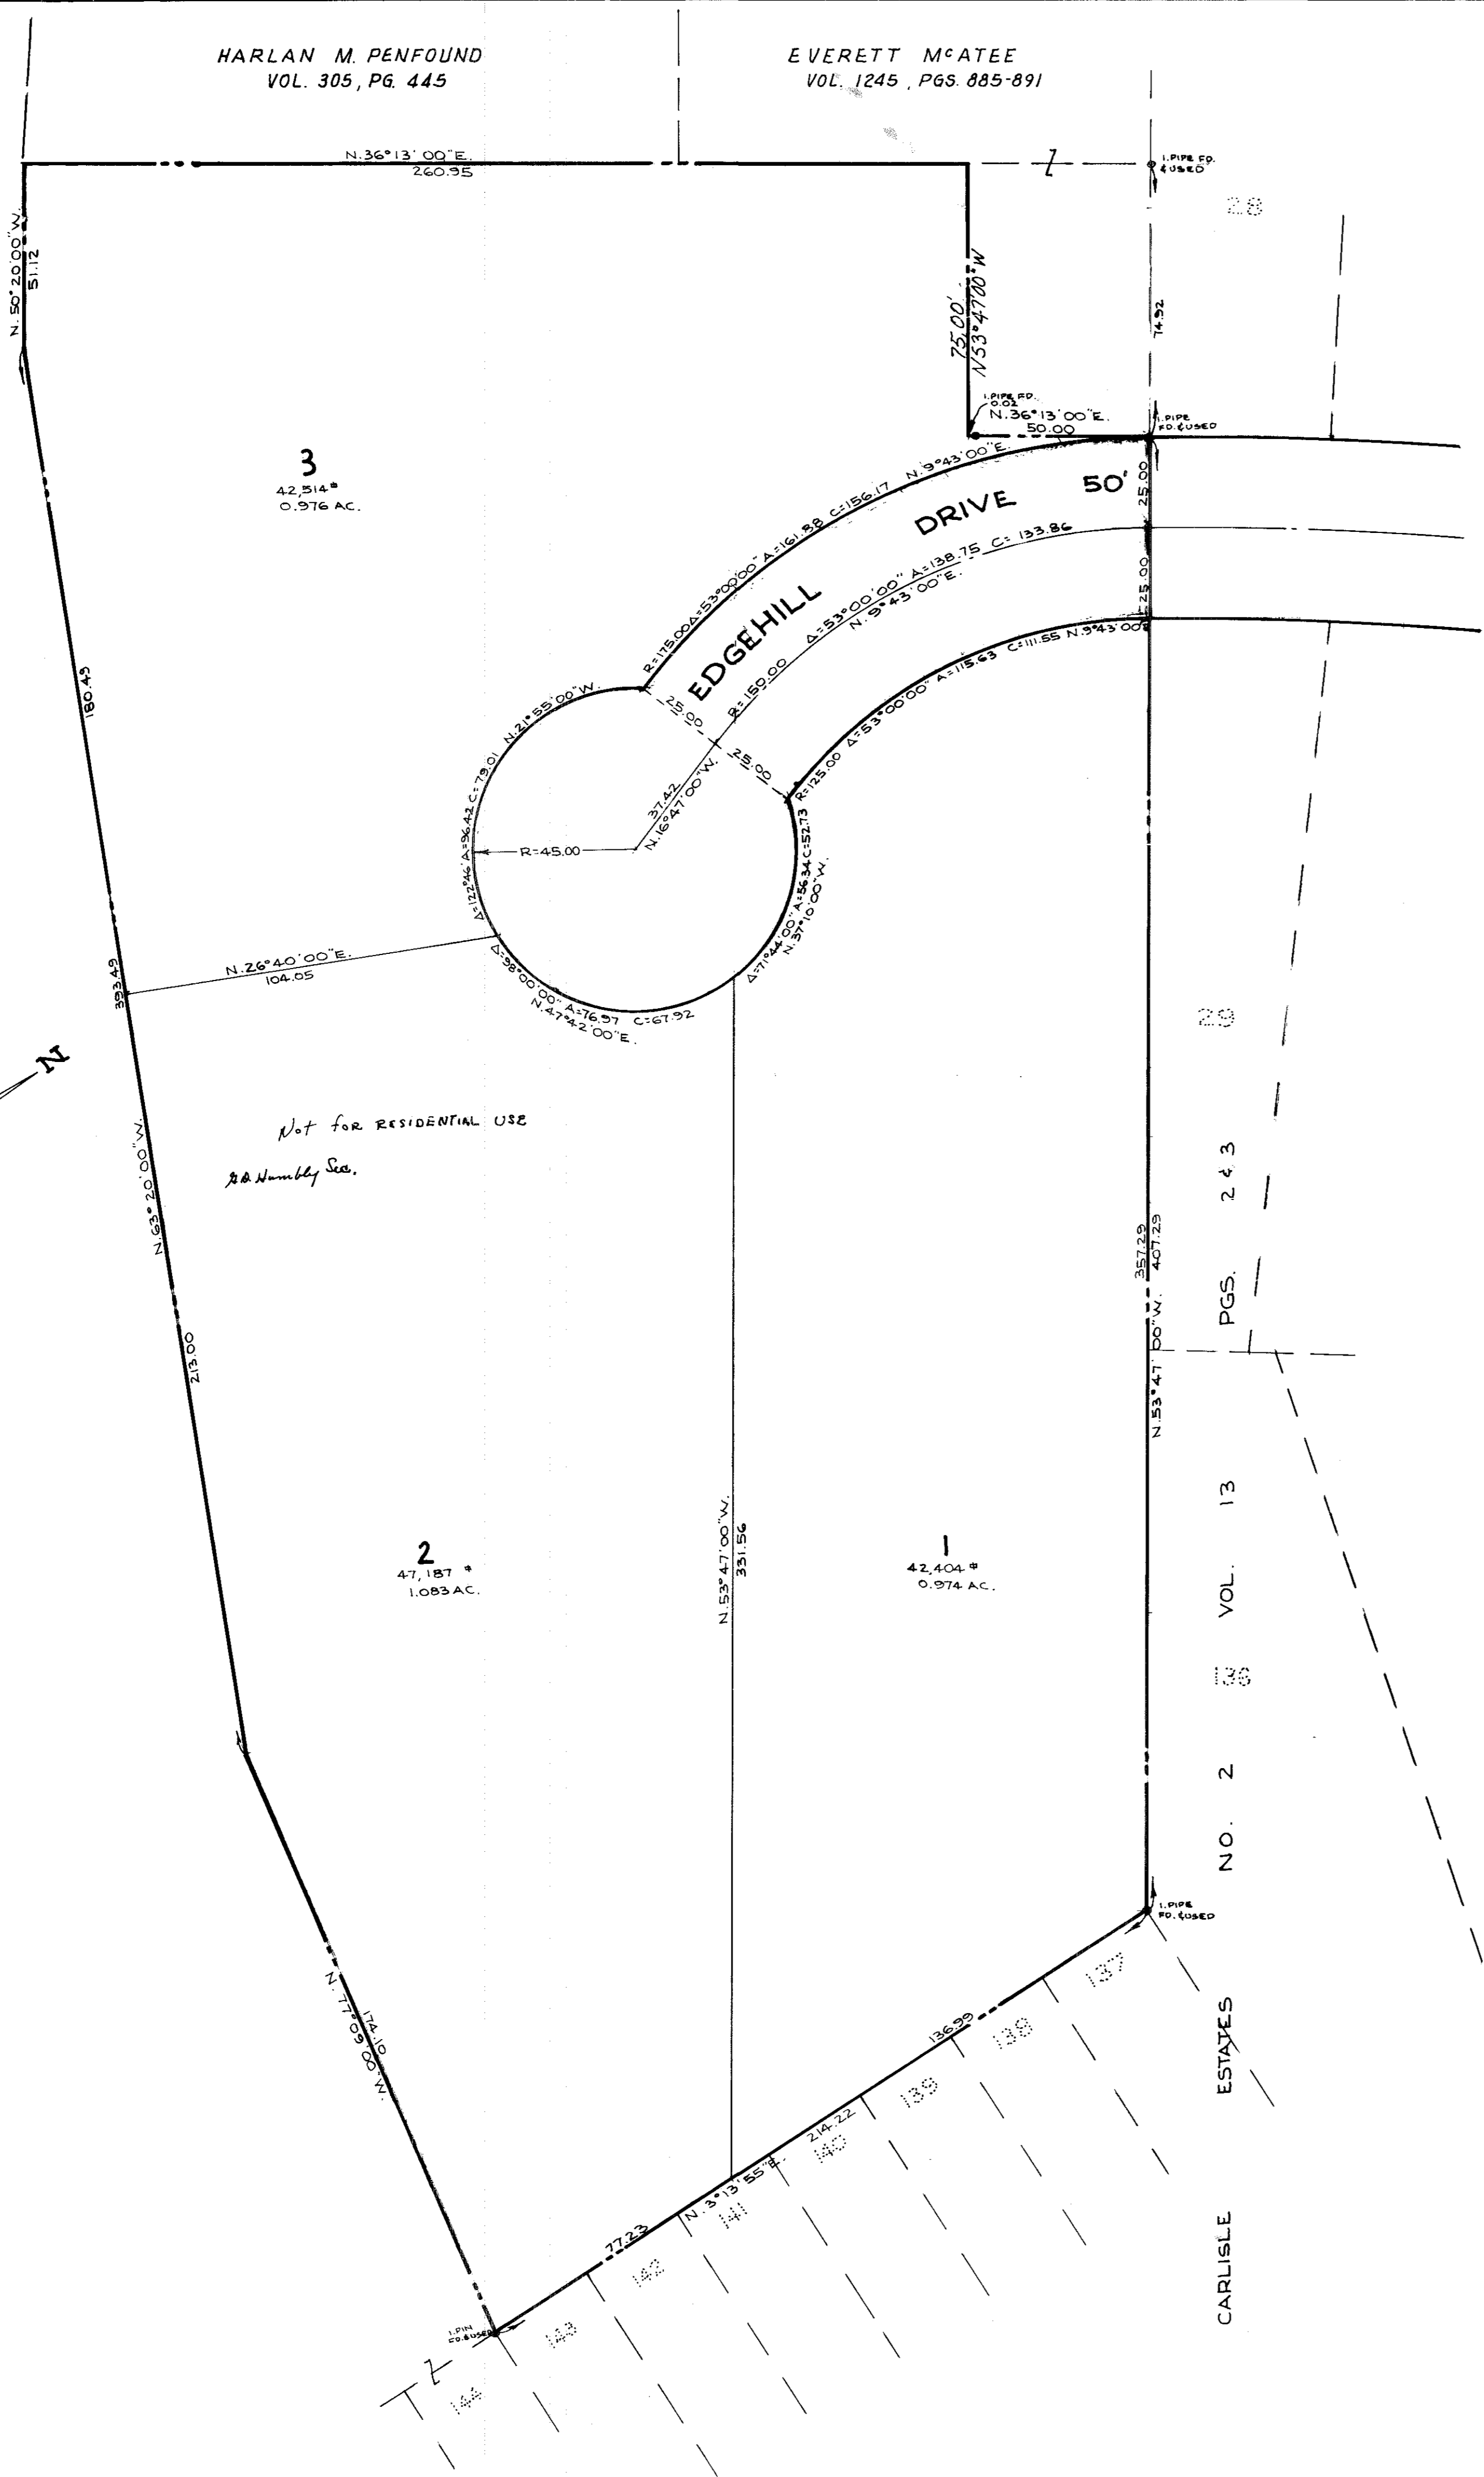 HARLAN M. PENFOUND
VOL. 305, PG. 445
EVERETT McATEE
VOL. 1245, PGS. 885-891
N.36°13'00"E.
260.95
I.PIPE FD.
& USED
28
N.50°20'00"W.
51.12
74.92
75.00'
N53°47'00"W
I.PIPE FD.
0.02
N.36°13'00"E.
50.00
I.PIPE
FD.&USED
3
42,514#
0.976 AC.
R=175.00 Δ=53°00'00" A=161.88 C=156.17 N.9°43'00"E.
EDGEHILL DRIVE 50'
25.00
25.00
R=150.00 Δ=53°00'00" A=138.75 C=133.86
N.9°43'00"E.
R=125.00 Δ=53°00'00" A=115.63 C=111.55 N.9°43'00"E
180.49
25.00
25.00
37.42
N.16°47'00"W.
R=45.00
Δ=122°46' A=96.42 C=79.01 N.21°55'00"W.
Δ=71°44'00" A=56.34 C=52.73
N.37°10'00"W.
Δ=98°00'00" A=76.97 C=67.92
N.47°42'00"E.
N.26°40'00"E.
104.05
393.49
N
29
Not for RESIDENTIAL USE
Sec.
N.63°20'00"W.
213.00
357.29
407.29
N.53°47'00"W.
N.53°47'00"W.
331.56
2
47,187 #
1.083 AC.
1
42,404 #
0.974 AC.
136
CARLISLE ESTATES NO. 2 VOL. 13 PGS. 2 & 3
I.PIPE
FD.&USED
N.77°09'00"W.
174.10
137
136.99
138
139
214.22
140
N.3°13'55"E.
141
77.23
142
143
I.PIN
FD.&USED
144